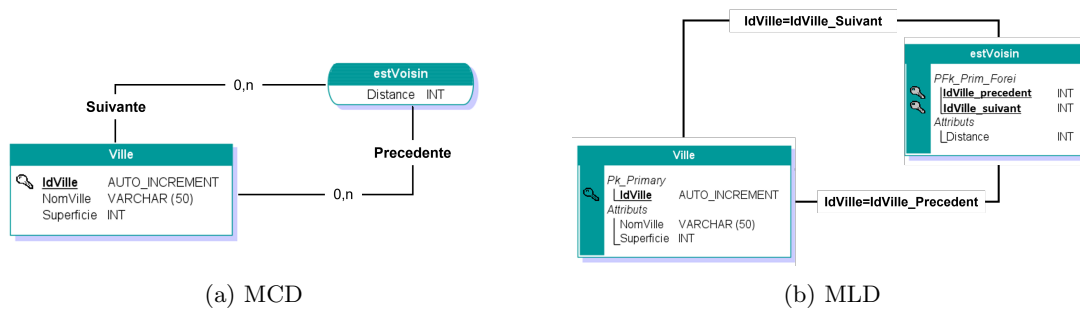 estVoisin
Distance INT
0,n
Suivante
Precedente
Ville
IdVille AUTO_INCREMENT
NomVille VARCHAR (50)
Superficie INT
0,n
(a) MCD
IdVille=IdVille_Suivant
estVoisin
PFk_Prim_Forei
IdVille_precedent INT
IdVille_suivant INT
Attributs
Distance INT
Ville
Pk_Primary
IdVille AUTO_INCREMENT
Attributs
NomVille VARCHAR (50)
Superficie INT
IdVille=IdVille_Precedent
(b) MLD